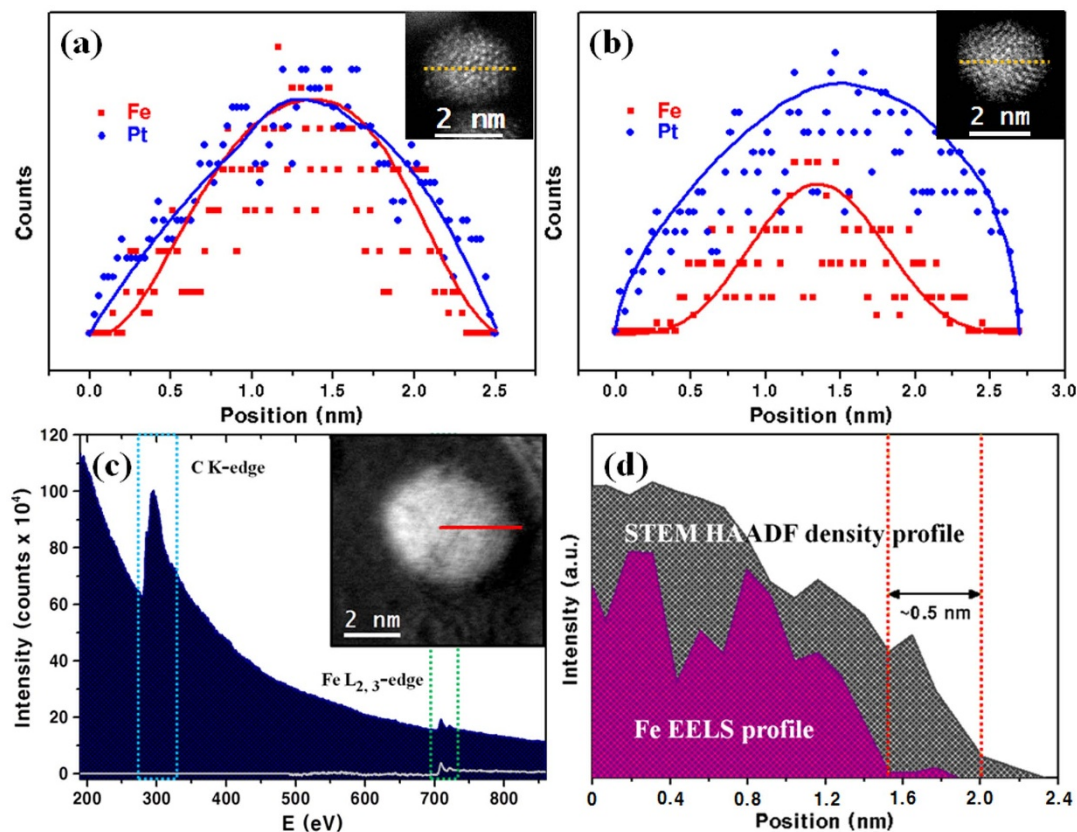 (a)
Fe
Pt
2 nm
Counts
0.0 0.5 1.0 1.5 2.0 2.5
Position (nm)
(b)
Fe
Pt
2 nm
Counts
0.0 0.5 1.0 1.5 2.0 2.5 3.0
Position (nm)
(c)
C K-edge
Fe L2, 3-edge
2 nm
Intensity (counts x 10⁴)
120
100
80
60
40
20
0
200 300 400 500 600 700 800
E (eV)
(d)
STEM HAADF density profile
~0.5 nm
Fe EELS profile
Intensity (a.u.)
0 0.4 0.8 1.2 1.6 2.0 2.4
Position (nm)